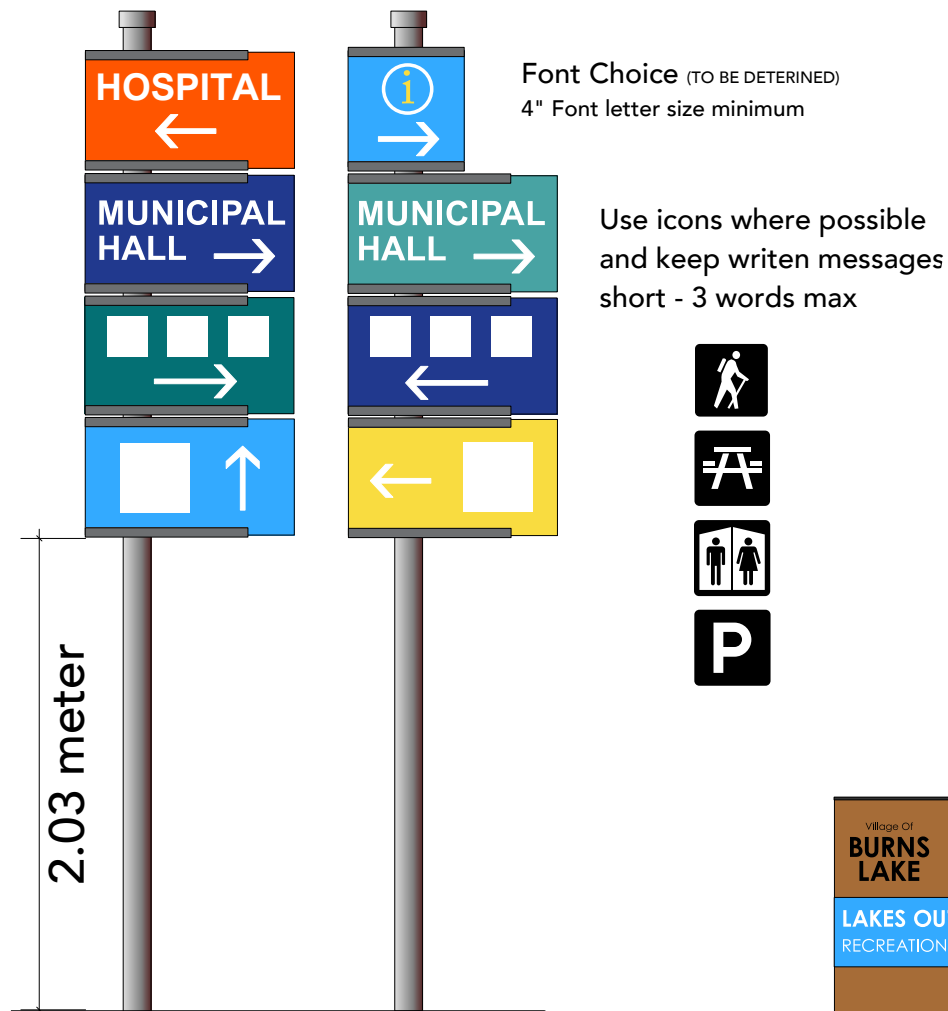 HOSPITAL
i
Font Choice (TO BE DETERINED)
4" Font letter size minimum
MUNICIPAL
HALL
MUNICIPAL
HALL
Use icons where possible
and keep writen messages
short - 3 words max
P
2.03 meter
Village Of
BURNS
LAKE
LAKES OU
RECREATION